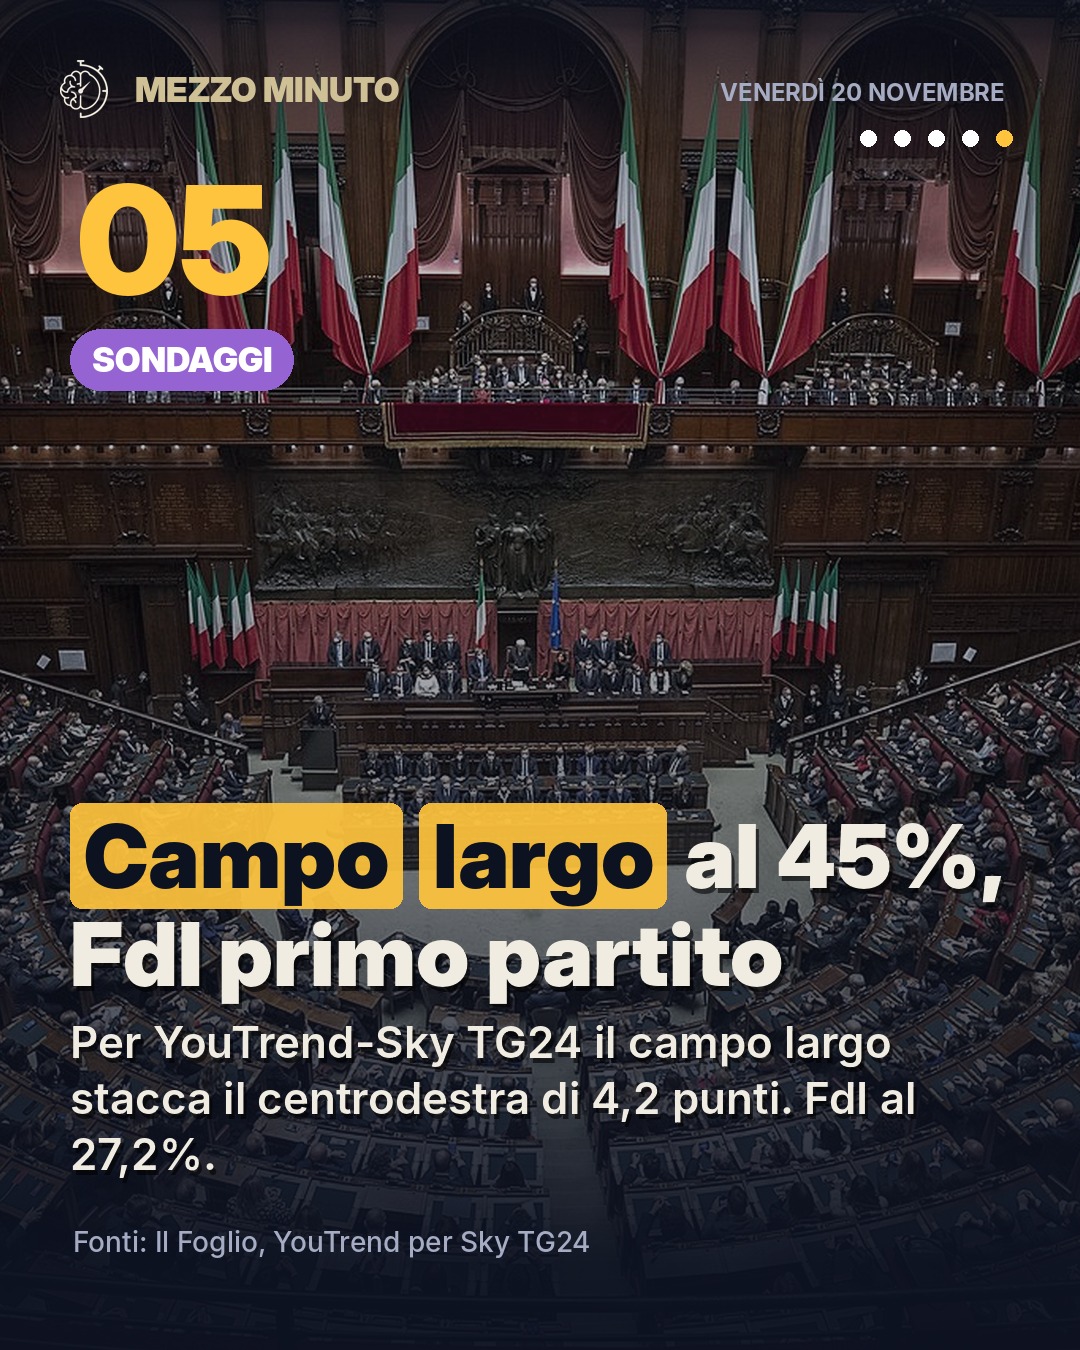 MEZZO MINUTO
VENERDÌ 20 NOVEMBRE
05
SONDAGGI
Campo largo al 45%,
FdI primo partito
Per YouTrend-Sky TG24 il campo largo
stacca il centrodestra di 4,2 punti. FdI al
27,2%.
Fonti: Il Foglio, YouTrend per Sky TG24